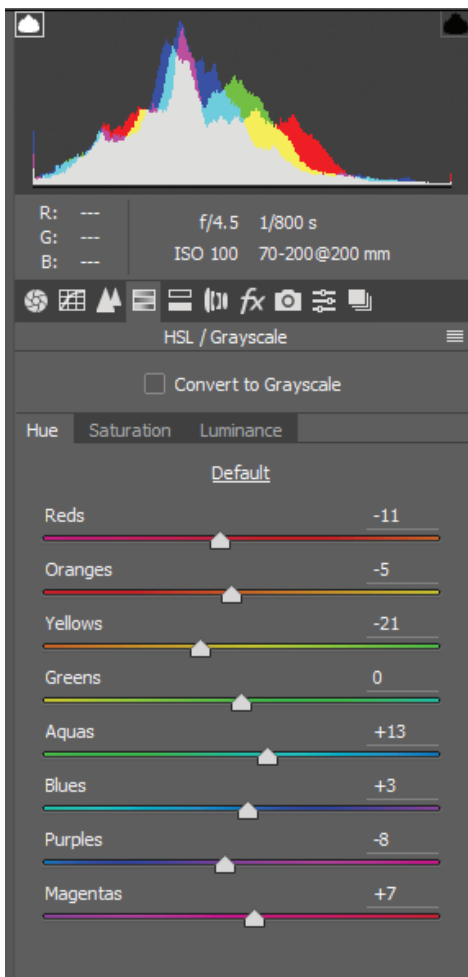 R: ---
G: ---
B: ---
f/4.5 1/800 s
ISO 100 70-200@200 mm
fx
HSL / Grayscale
Convert to Grayscale
Hue Saturation Luminance
Default
Reds -11
Oranges -5
Yellows -21
Greens 0
Aquas +13
Blues +3
Purples -8
Magentas +7